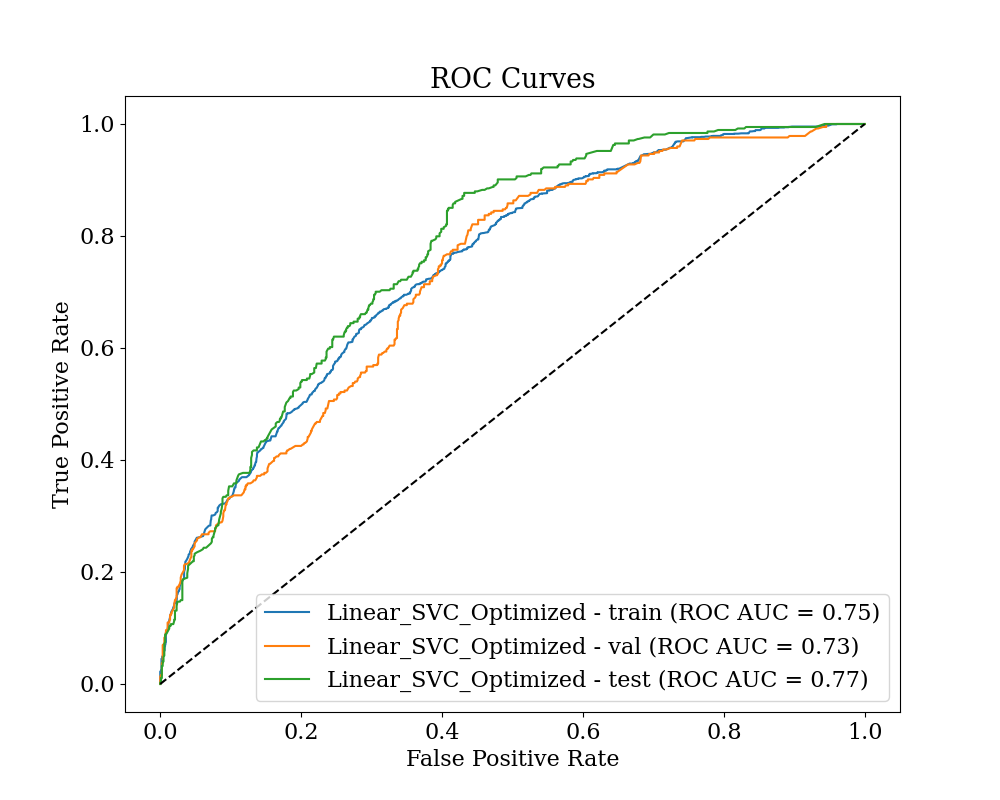 ROC Curves
1.0
0.8
0.6
0.4
0.2
0.0
True Positive Rate
Linear_SVC_Optimized - train (ROC AUC = 0.75)
Linear_SVC_Optimized - val (ROC AUC = 0.73)
Linear_SVC_Optimized - test (ROC AUC = 0.77)
0.0 0.2 0.4 0.6 0.8 1.0
False Positive Rate